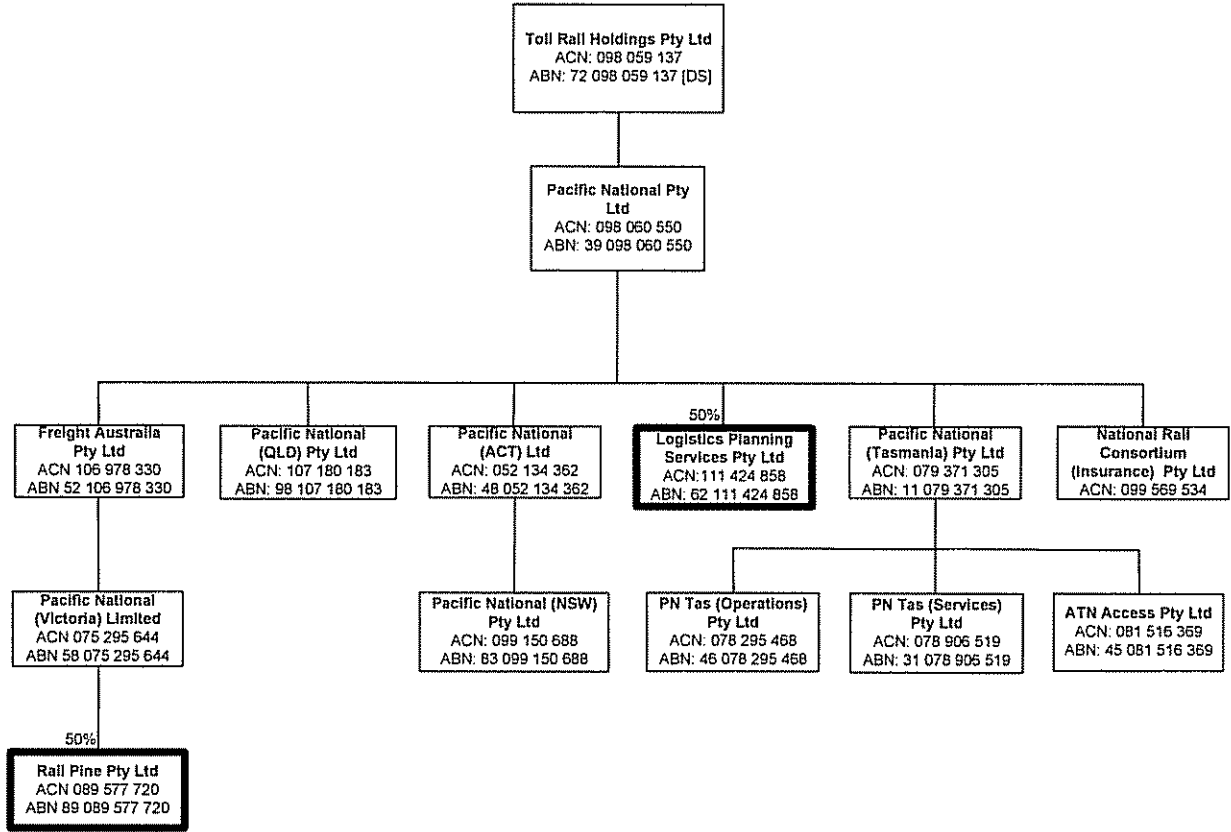 Toll Rail Holdings Pty Ltd
ACN: 098 059 137
ABN: 72 098 059 137 [DS]
Pacific National Pty
Ltd
ACN: 098 060 550
ABN: 39 098 060 550
Freight Australia
Pty Ltd
ACN 106 978 330
ABN 52 106 978 330
Pacific National
(QLD) Pty Ltd
ACN: 107 180 183
ABN: 98 107 180 183
Pacific National
(ACT) Ltd
ACN: 052 134 362
ABN: 48 052 134 362
50%
Logistics Planning
Services Pty Ltd
ACN:111 424 858
ABN: 62 111 424 858
Pacific National
(Tasmania) Pty Ltd
ACN: 079 371 305
ABN: 11 079 371 305
National Rail
Consortium
(Insurance) Pty Ltd
ACN: 099 569 534
Pacific National
(Victoria) Limited
ACN 075 295 644
ABN 58 075 295 644
Pacific National (NSW)
Pty Ltd
ACN: 099 150 688
ABN: 83 099 150 688
PN Tas (Operations)
Pty Ltd
ACN: 078 295 468
ABN: 46 078 295 468
PN Tas (Services)
Pty Ltd
ACN: 078 906 519
ABN: 31 078 906 519
ATN Access Pty Ltd
ACN: 081 516 369
ABN: 45 081 516 369
50%
Rail Pine Pty Ltd
ACN 089 577 720
ABN 89 089 577 720